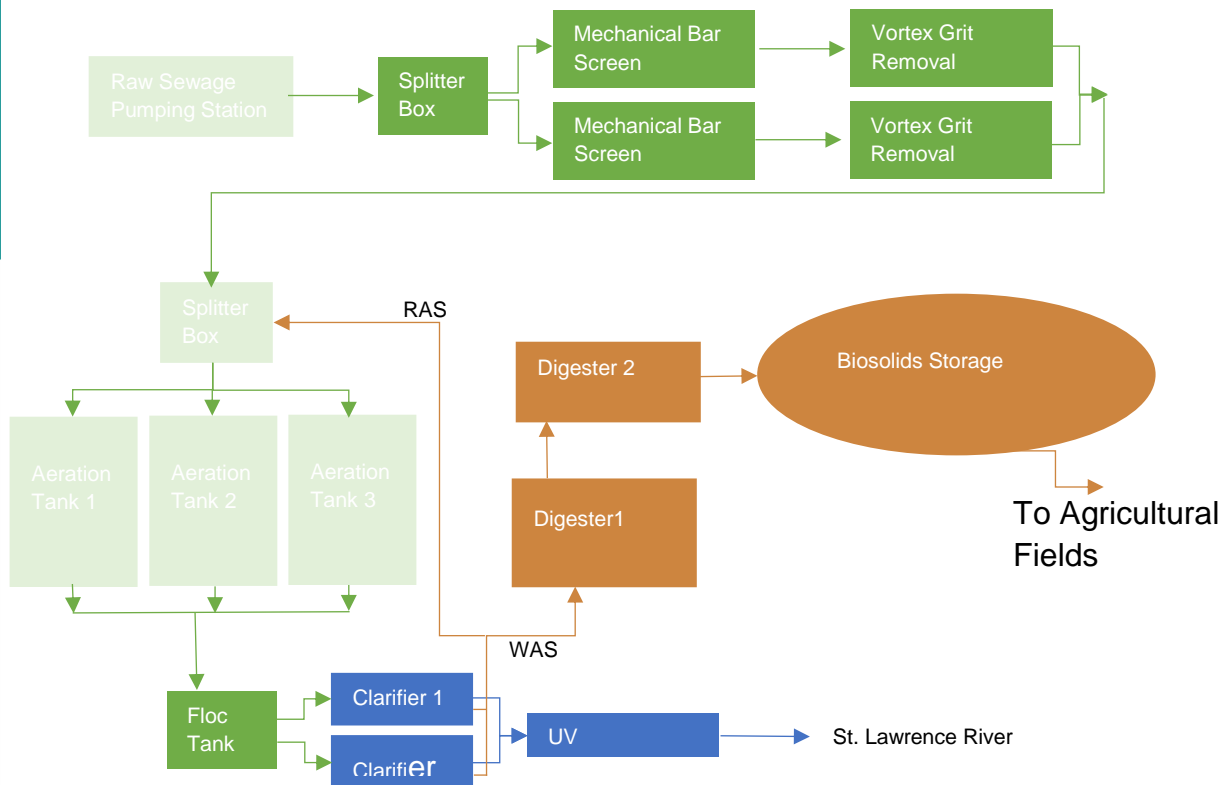 Raw Sewage
Pumping Station
Splitter
Box
Mechanical Bar
Screen
Vortex Grit
Removal
Mechanical Bar
Screen
Vortex Grit
Removal
Splitter
Box
RAS
Digester 2
Biosolids Storage
Aeration
Tank 1
Aeration
Tank 2
Aeration
Tank 3
Digester1
To Agricultural
Fields
WAS
Floc
Tank
Clarifier 1
Clarifier
UV
St. Lawrence River